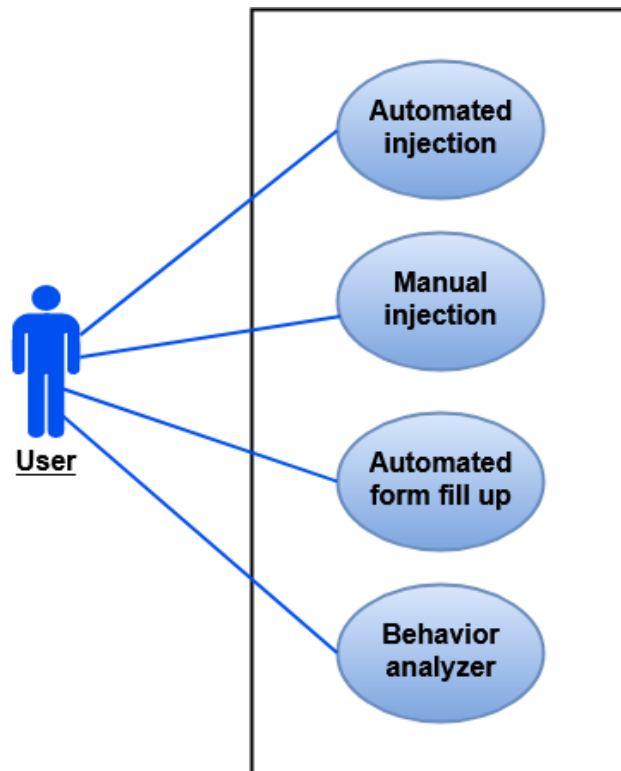 Automated
injection
Manual
injection
User
Automated
form fill up
Behavior
analyzer